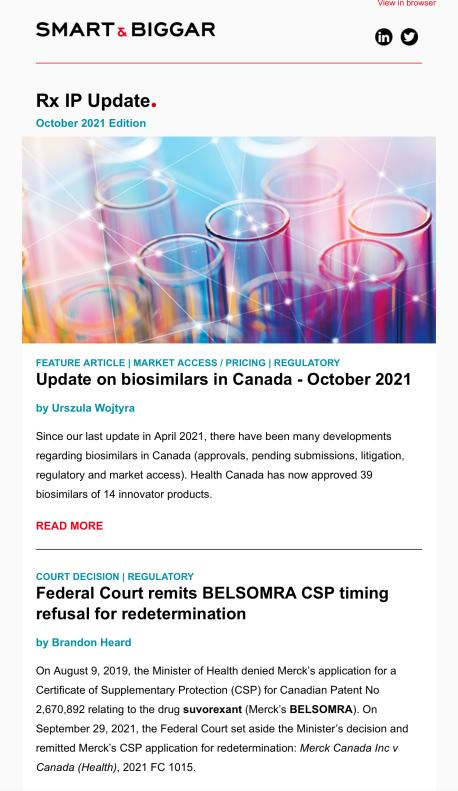 View in browser
SMART & BIGGAR
Rx IP Update.
October 2021 Edition
FEATURE ARTICLE | MARKET ACCESS / PRICING | REGULATORY
Update on biosimilars in Canada - October 2021
by Urszula Wojtyra
Since our last update in April 2021, there have been many developments
regarding biosimilars in Canada (approvals, pending submissions, litigation,
regulatory and market access). Health Canada has now approved 39
biosimilars of 14 innovator products.
READ MORE
COURT DECISION | REGULATORY
Federal Court remits BELSOMRA CSP timing
refusal for redetermination
by Brandon Heard
On August 9, 2019, the Minister of Health denied Merck's application for a
Certificate of Supplementary Protection (CSP) for Canadian Patent No
2,670,892 relating to the drug suvorexant (Merck's BELSOMRA). On
September 29, 2021, the Federal Court set aside the Minister's decision and
remitted Merck's CSP application for redetermination: Merck Canada Inc v
Canada (Health), 2021 FC 1015.